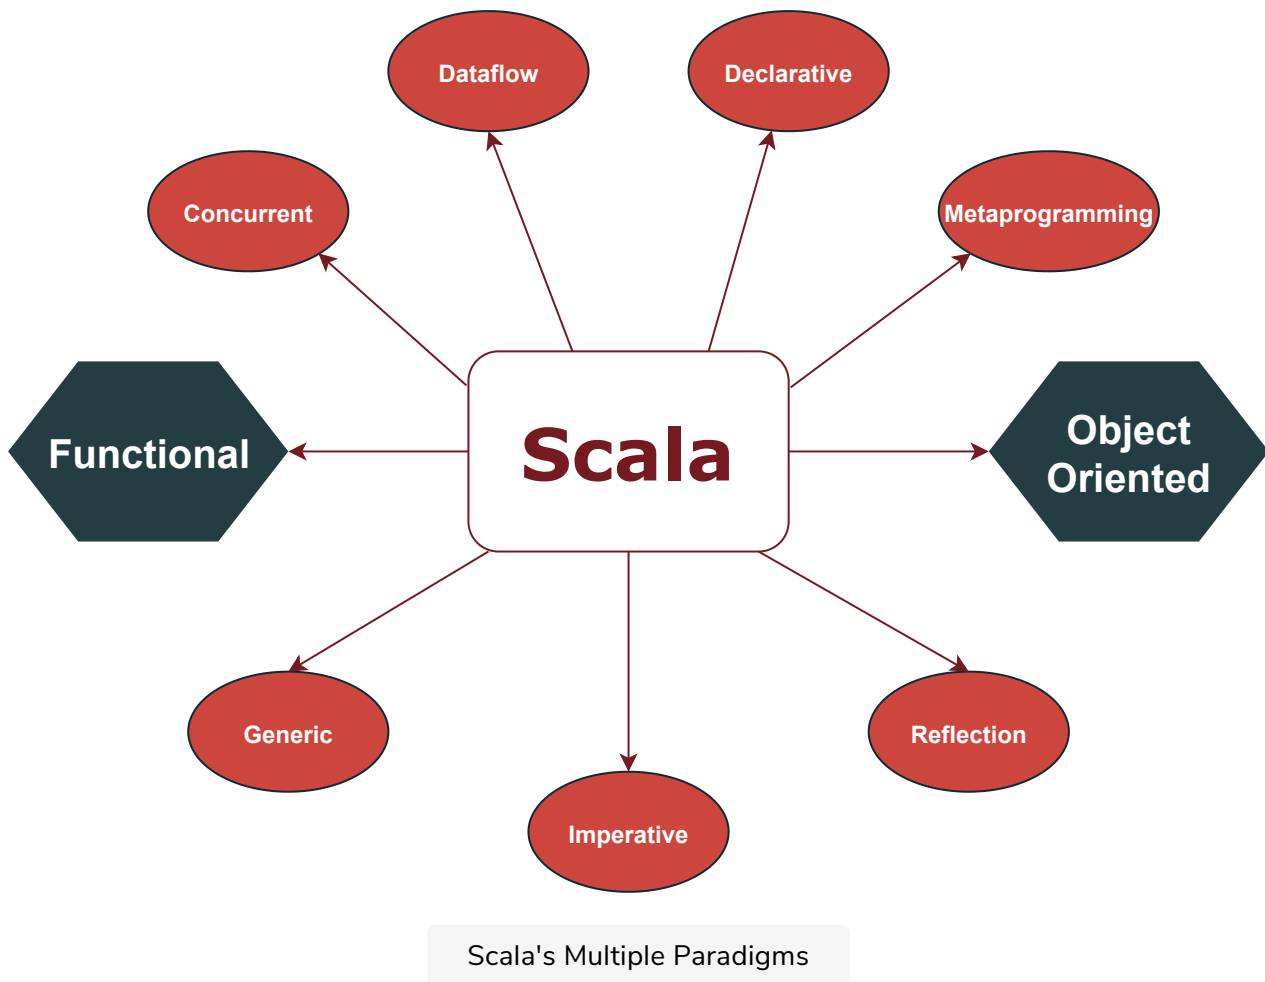 Dataflow
Declarative
Concurrent
Metaprogramming
Functional
Scala
Object
Oriented
Generic
Reflection
Imperative
Scala's Multiple Paradigms